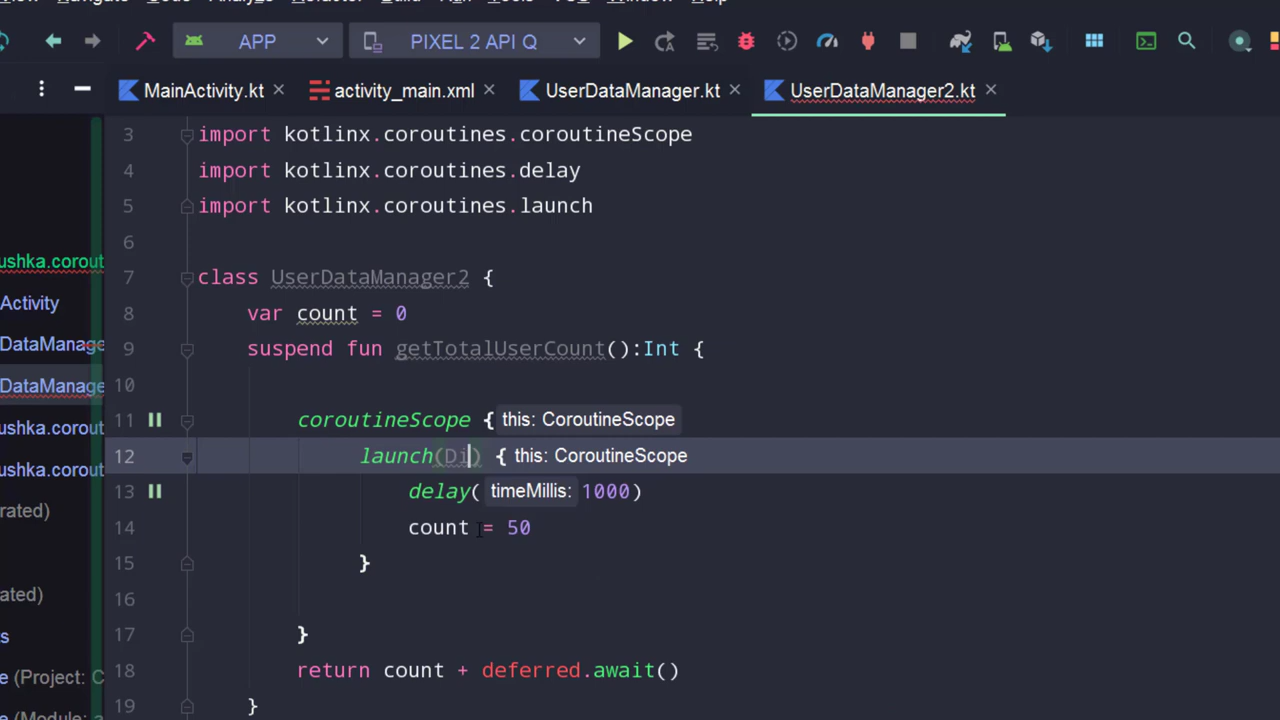 APP PIXEL 2 API Q
MainActivity.kt activity_main.xml UserDataManager.kt UserDataManager2.kt
3 import kotlinx.coroutines.coroutineScope
4 import kotlinx.coroutines.delay
5 import kotlinx.coroutines.launch
6
ushka.corout
7 class UserDataManager2 {
Activity
8 var count = 0
DataManage
9 suspend fun getTotalUserCount():Int {
DataManage
10
ushka.corout
11 coroutineScope { this: CoroutineScope
ushka.corout
12 launch(Di) { this: CoroutineScope
13 delay( timeMillis: 1000)
rated)
14 count = 50
15 }
rated)
16
s
17 }
e (Project: C
18 return count + deferred.await()
e (Module: a
19 }